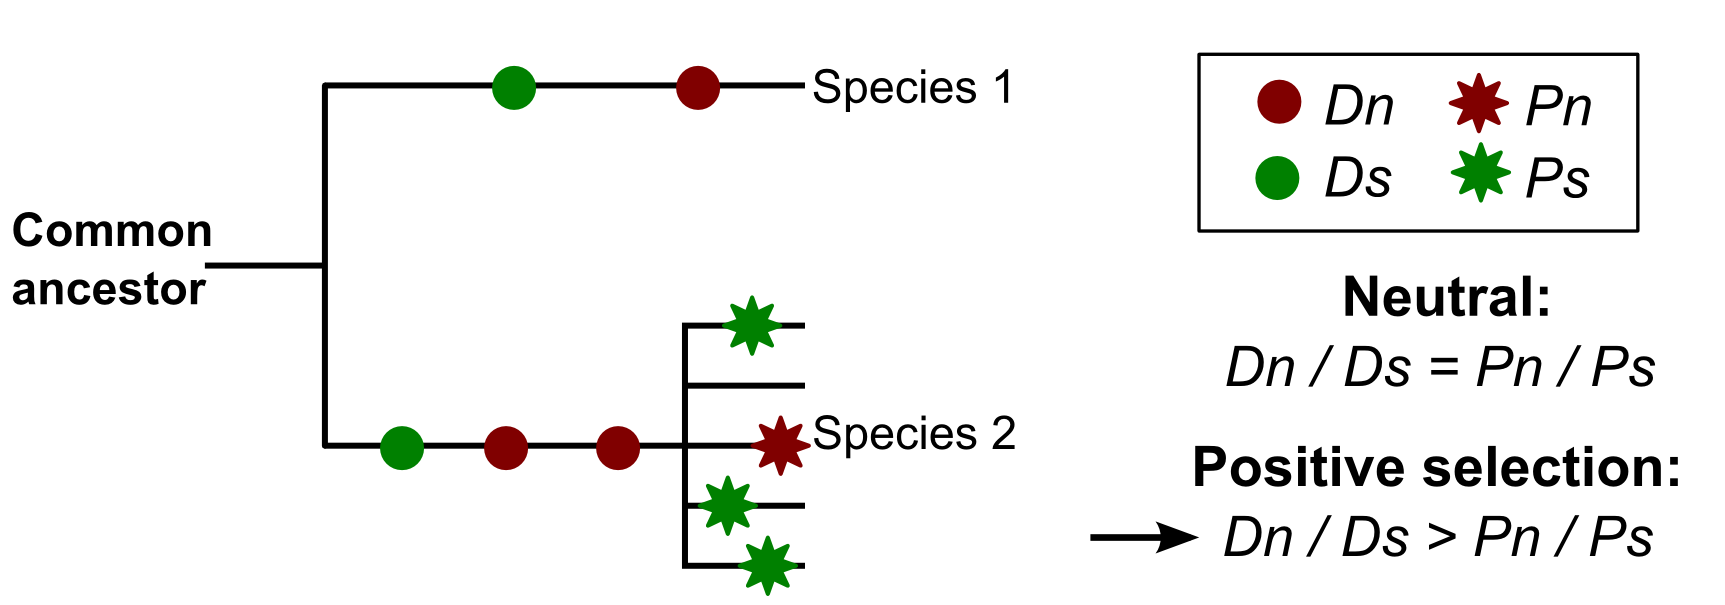 Species 1
Common
ancestor
Species 2
Dn Pn
Ds Ps
Neutral:
Dn / Ds = Pn / Ps
Positive selection:
Dn / Ds > Pn / Ps